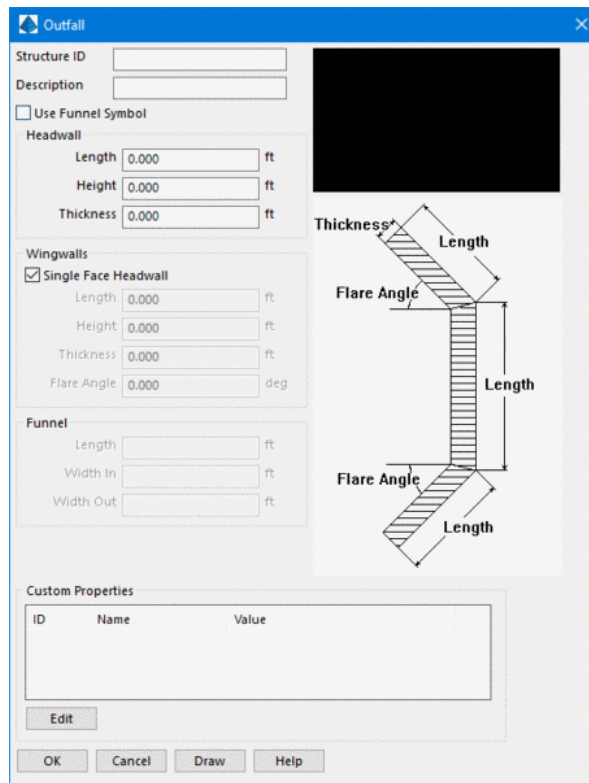 Outfall
Structure ID
Description
Use Funnel Symbol
Headwall
Length 0.000 ft
Height 0.000 ft
Thickness 0.000 ft
Wingwalls
Single Face Headwall
Length 0.000 ft
Height 0.000 ft
Thickness 0.000 ft
Flare Angle 0.000 deg
Funnel
Length ft
Width In ft
Width Out ft
Thickness
Length
Flare Angle
Length
Flare Angle
Length
Custom Properties
ID Name Value
Edit
OK Cancel Draw Help